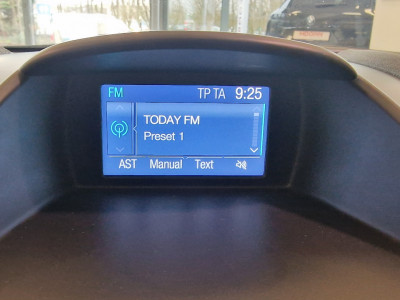 FM TP TA 9:25
TODAY FM
Preset 1
AST Manual Text